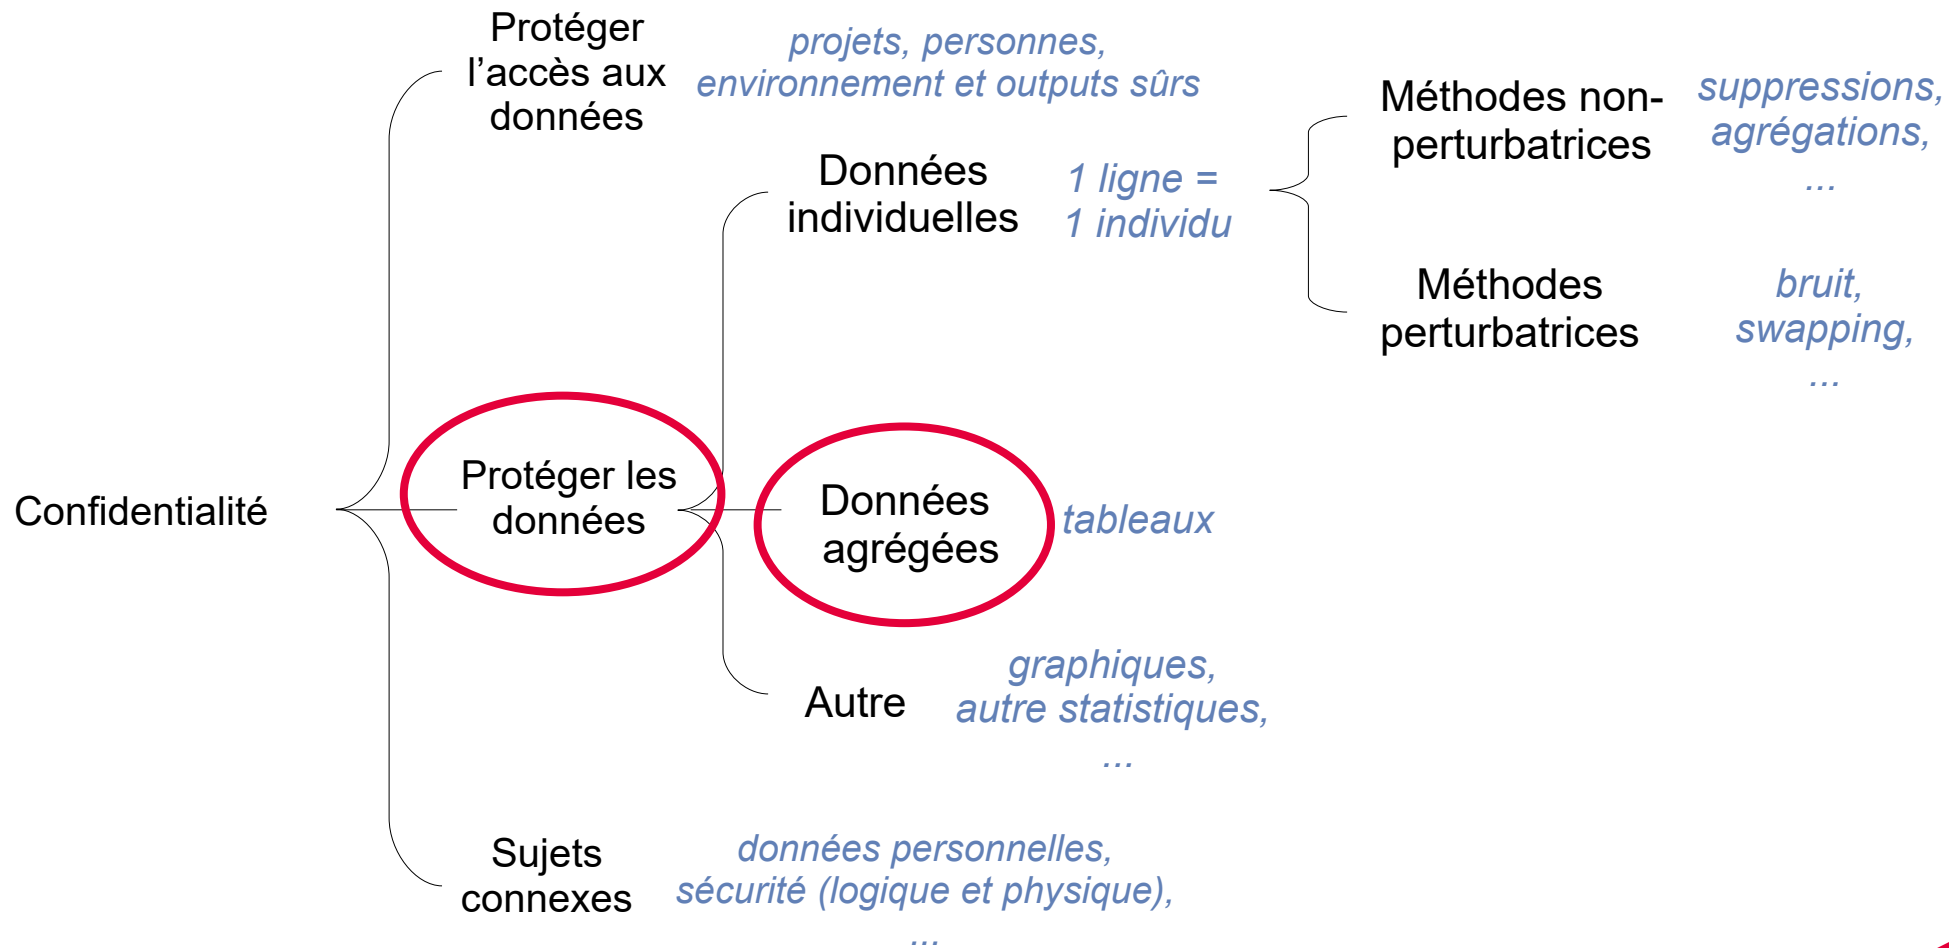 Protéger
l’accès aux
données
projets, personnes,
environnement et outputs sûrs
Méthodes non-
perturbatrices
suppressions,
agrégations,
...
Données
individuelles
1 ligne =
1 individu
Méthodes
perturbatrices
bruit,
swapping,
...
Confidentialité
Protéger les
données
Données
agrégées
tableaux
Autre
graphiques,
autre statistiques,
...
Sujets
connexes
données personnelles,
sécurité (logique et physique),
...